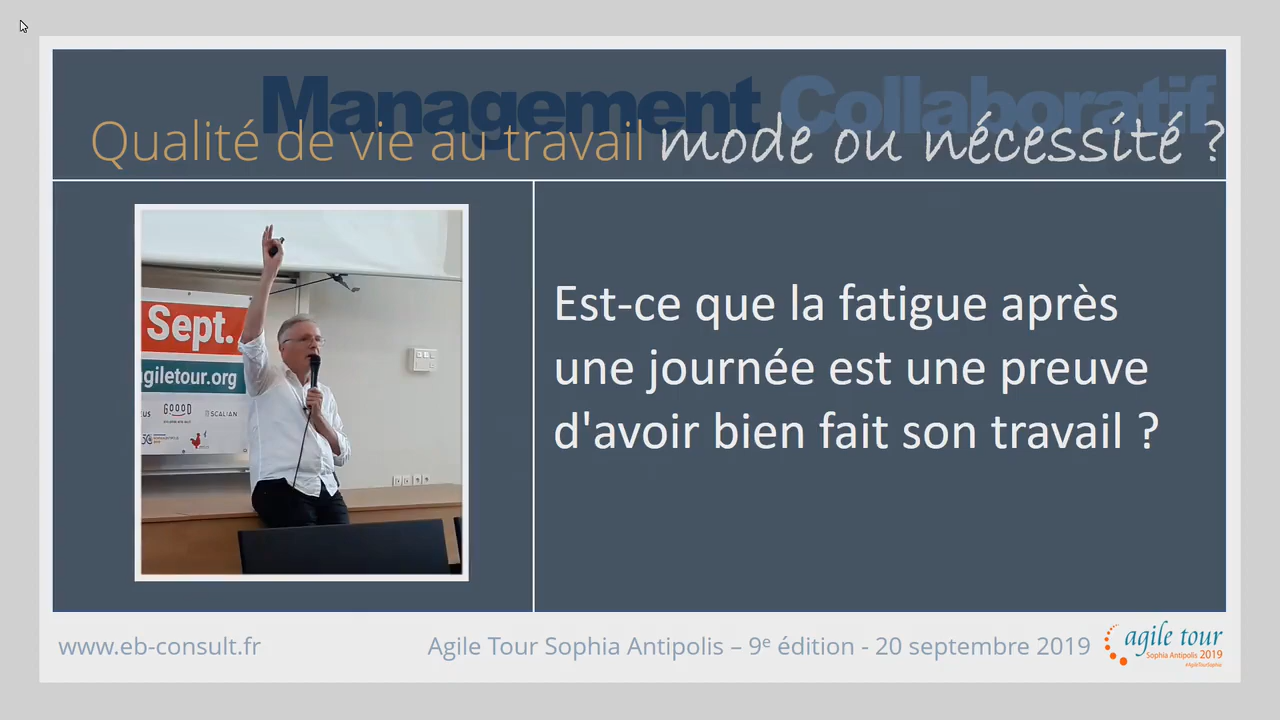 Management Collaboratif
Qualité de vie au travail mode ou nécessité ?
Sept.
agiletour.org
GOOOD
SCALIAN
Est-ce que la fatigue après
une journée est une preuve
d'avoir bien fait son travail ?
www.eb-consult.fr
Agile Tour Sophia Antipolis – 9e édition - 20 septembre 2019
agile tour
Sophia Antipolis 2019
#AgileTourSophia